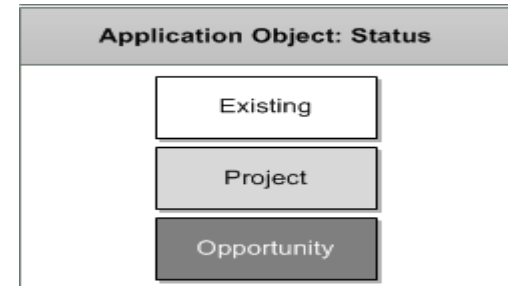 Application Object: Status
Existing
Project
Opportunity